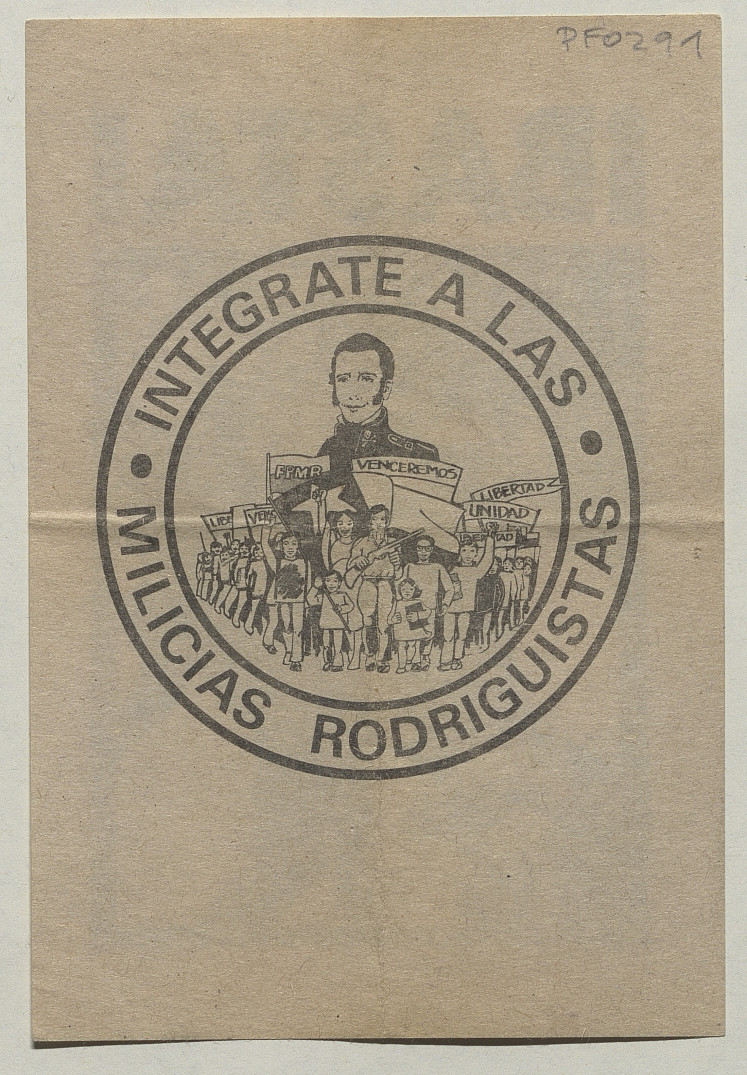 PF0291
INTEGRATE A LAS
MILICIAS RODRIGUISTAS
FPMR
VENCEREMOS
LIBERTAD
UNIDAD